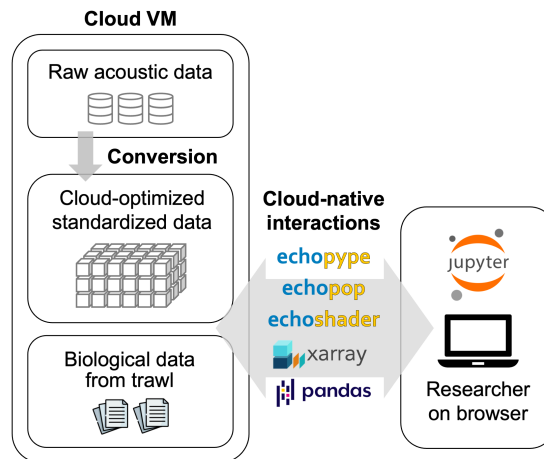 Cloud VM
Raw acoustic data
Conversion
Cloud-optimized
standardized data
Biological data
from trawl
Cloud-native
interactions
echopype
echopop
echoshader
xarray
pandas
jupyter
Researcher
on browser